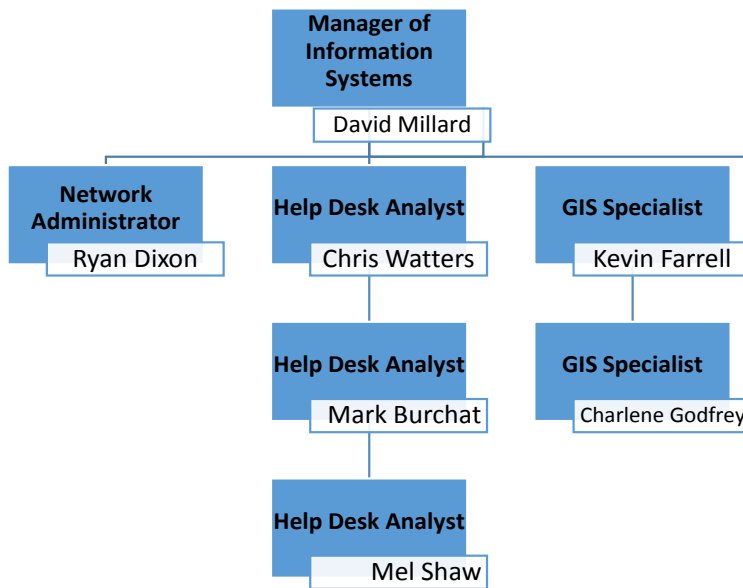 Manager of
Information
Systems
David Millard
Network
Administrator
Ryan Dixon
Help Desk Analyst
Chris Watters
GIS Specialist
Kevin Farrell
Help Desk Analyst
Mark Burchat
GIS Specialist
Charlene Godfrey
Help Desk Analyst
Mel Shaw